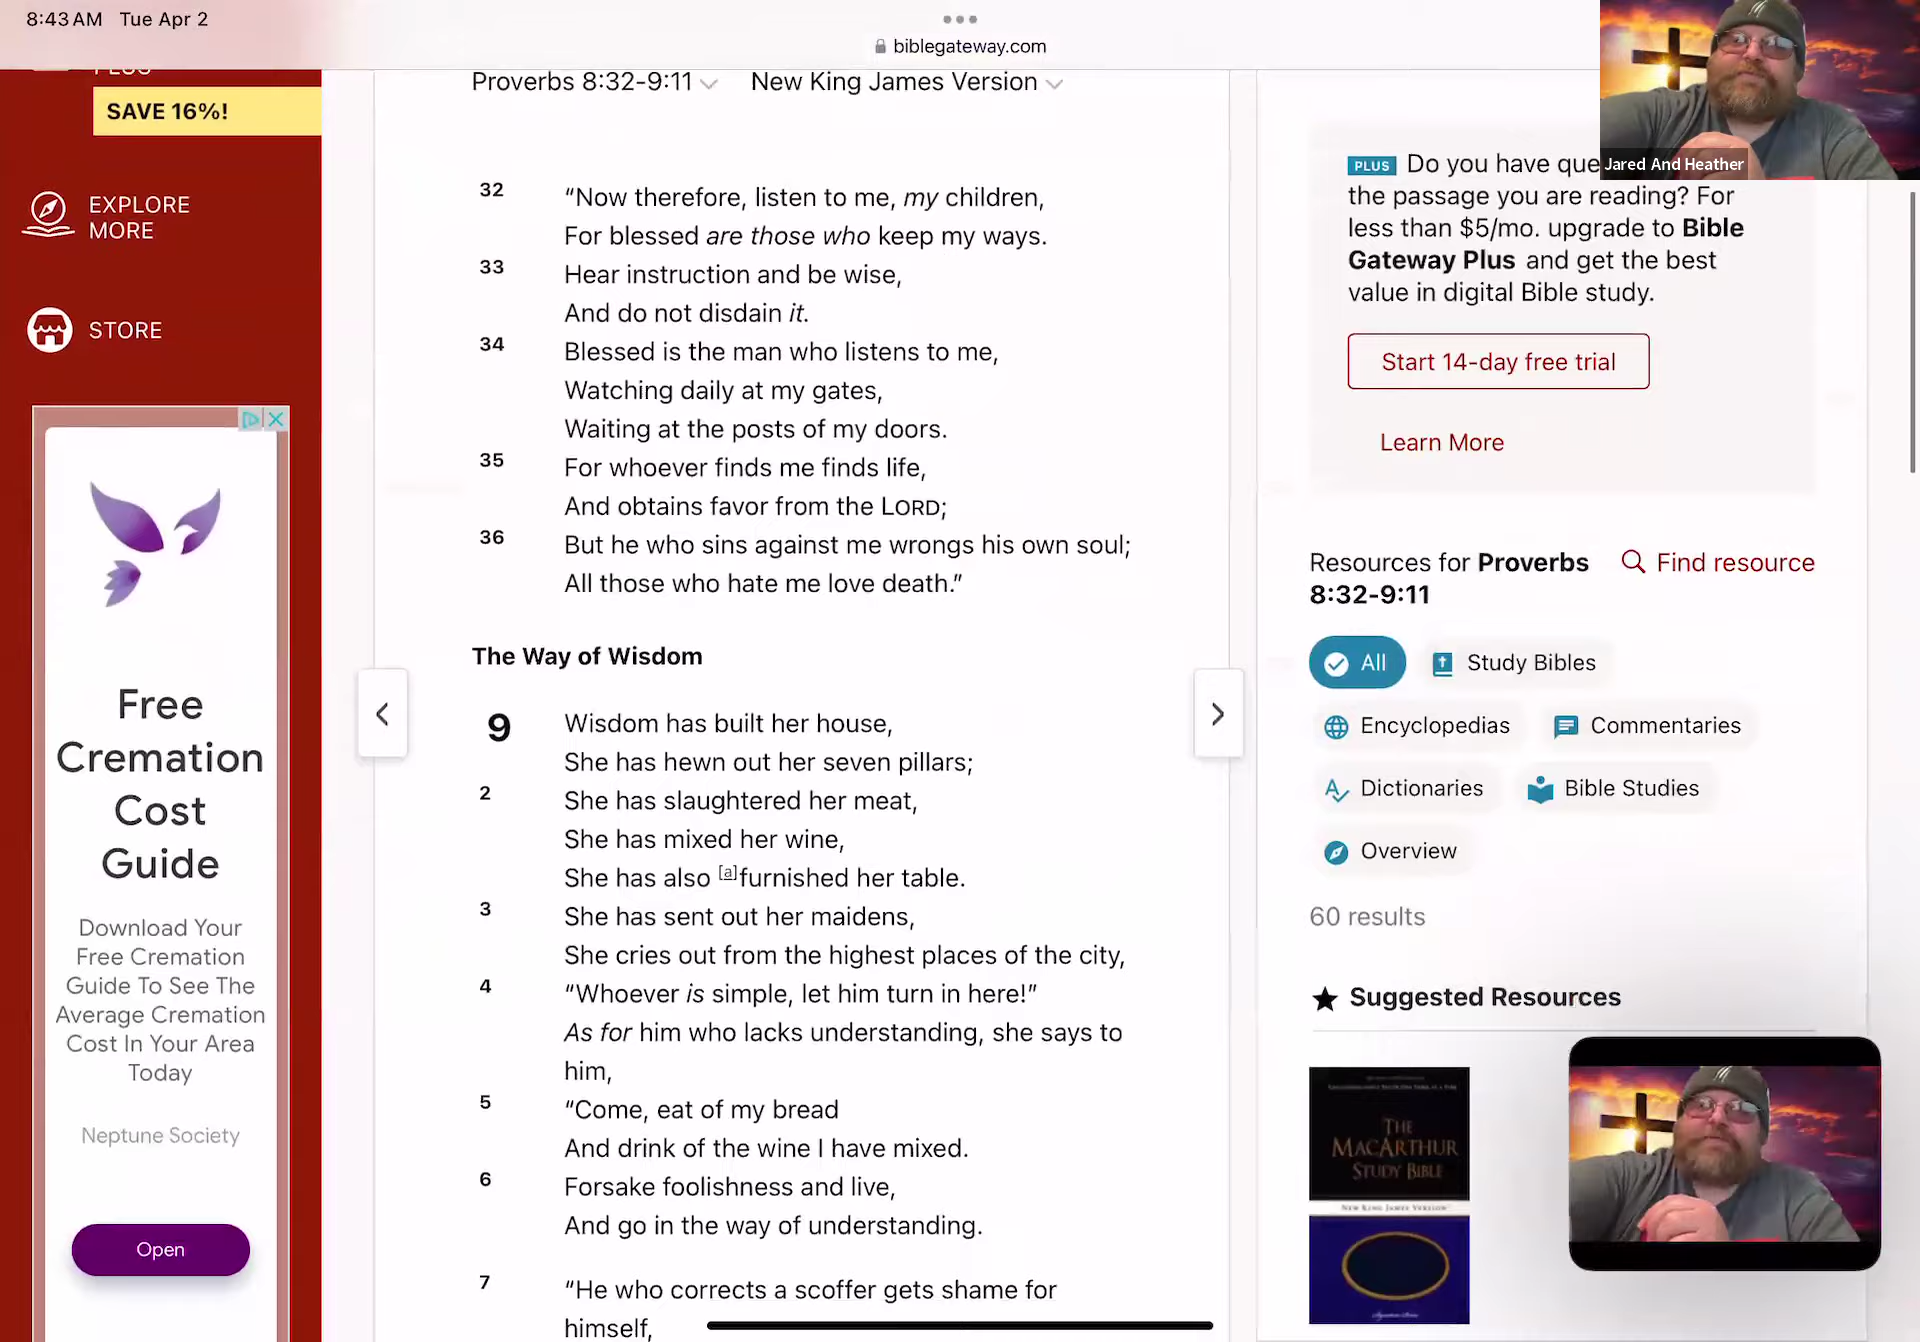 8:43 AM Tue Apr 2
biblegateway.com
Jared And Heather
SAVE 16%!
EXPLORE
MORE
STORE
Free
Cremation
Cost
Guide
Download Your
Free Cremation
Guide To See The
Average Cremation
Cost In Your Area
Today
Neptune Society
Open
Proverbs 8:32-9:11 New King James Version
32 “Now therefore, listen to me, my children,
For blessed are those who keep my ways.
33 Hear instruction and be wise,
And do not disdain it.
34 Blessed is the man who listens to me,
Watching daily at my gates,
Waiting at the posts of my doors.
35 For whoever finds me finds life,
And obtains favor from the LORD;
36 But he who sins against me wrongs his own soul;
All those who hate me love death.”
The Way of Wisdom
9 Wisdom has built her house,
She has hewn out her seven pillars;
2 She has slaughtered her meat,
She has mixed her wine,
She has also [a]furnished her table.
3 She has sent out her maidens,
She cries out from the highest places of the city,
4 “Whoever is simple, let him turn in here!”
As for him who lacks understanding, she says to
him,
5 “Come, eat of my bread
And drink of the wine I have mixed.
6 Forsake foolishness and live,
And go in the way of understanding.
7 “He who corrects a scoffer gets shame for
himself,
PLUS Do you have
the passage you are reading? For
less than $5/mo. upgrade to Bible
Gateway Plus and get the best
value in digital Bible study.
Start 14-day free trial
Learn More
Resources for Proverbs
8:32-9:11
Find resource
All Study Bibles
Encyclopedias Commentaries
Dictionaries Bible Studies
Overview
60 results
Suggested Resources
THE
MACARTHUR
STUDY BIBLE
NEW KING JAMES VERSION